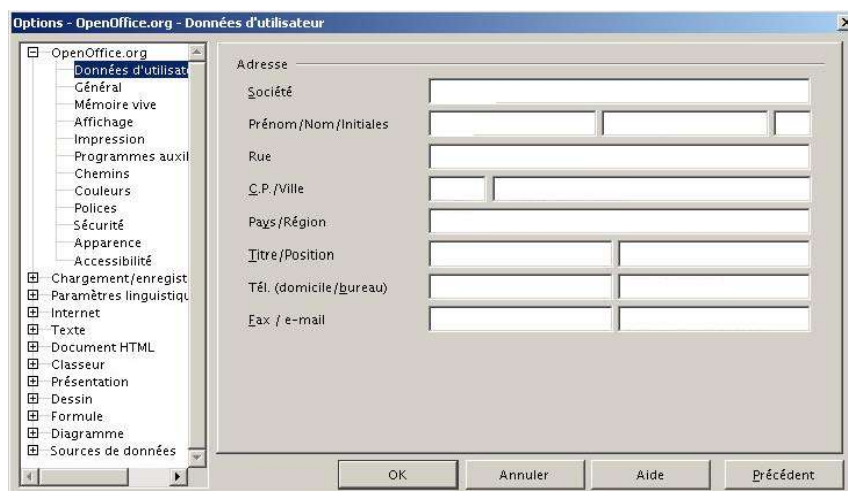 Options - OpenOffice.org - Données d'utilisateur
OpenOffice.org
Données d'utilisate
Général
Mémoire vive
Affichage
Impression
Programmes auxil
Chemins
Couleurs
Polices
Sécurité
Apparence
Accessibilité
Chargement/enregist
Paramètres linguistiqu
Internet
Texte
Document HTML
Classeur
Présentation
Dessin
Formule
Diagramme
Sources de données
Adresse
Société
Prénom/Nom/Initiales
Rue
C.P./Ville
Pays/Région
Titre/Position
Tél. (domicile/bureau)
Fax / e-mail
OK
Annuler
Aide
Précédent